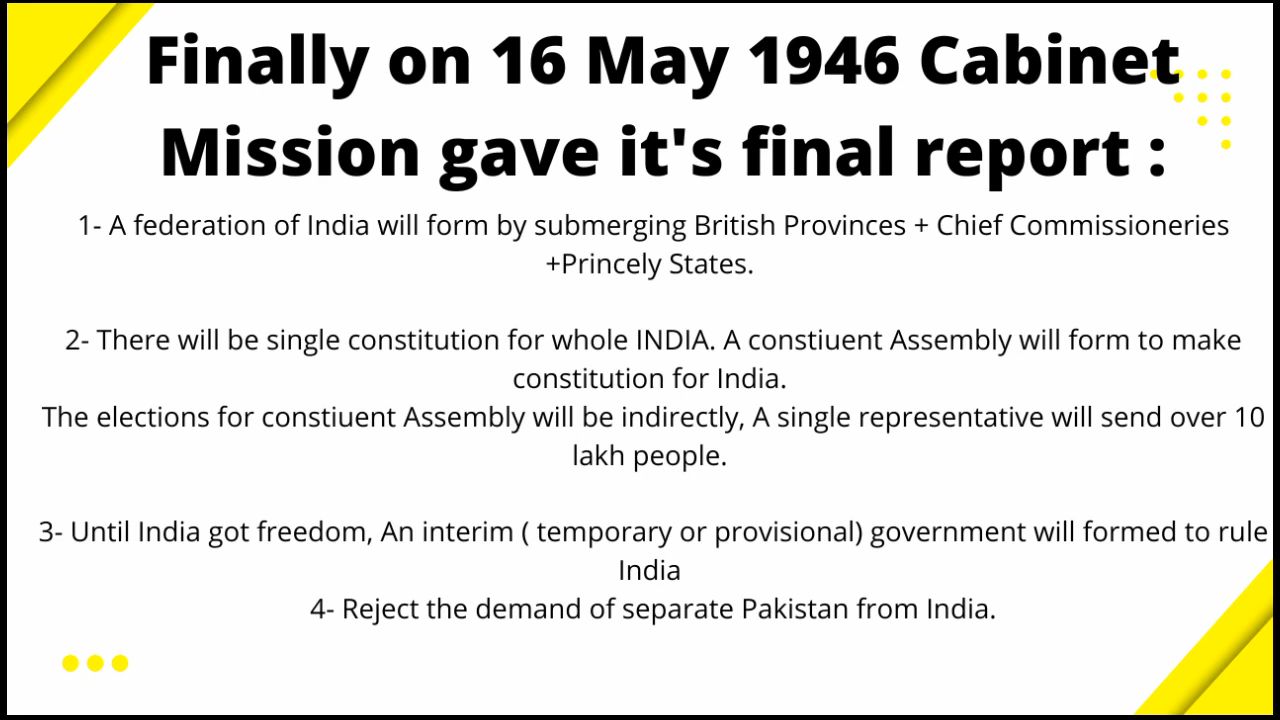 Finally on 16 May 1946 Cabinet
Mission gave it's final report :
1- A federation of India will form by submerging British Provinces + Chief Commissioneries
+Princely States.
2- There will be single constitution for whole INDIA. A constiuent Assembly will form to make
constitution for India.
The elections for constiuent Assembly will be indirectly, A single representative will send over 10
lakh people.
3- Until India got freedom, An interim ( temporary or provisional) government will formed to rule
India
4- Reject the demand of separate Pakistan from India.